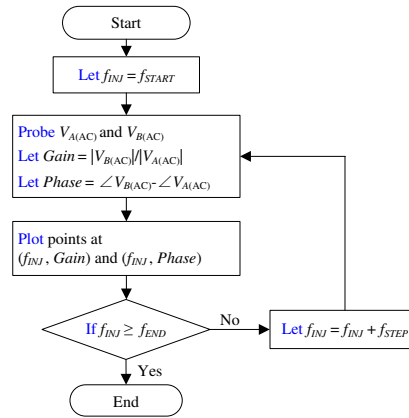 Start
Let f_INJ = f_START
Probe V_A(AC) and V_B(AC)
Let Gain = |V_B(AC)|/|V_A(AC)|
Let Phase = ∠V_B(AC)-∠V_A(AC)
Plot points at
(f_INJ, Gain) and (f_INJ, Phase)
If f_INJ ≥ f_END
No
Let f_INJ = f_INJ + f_STEP
Yes
End